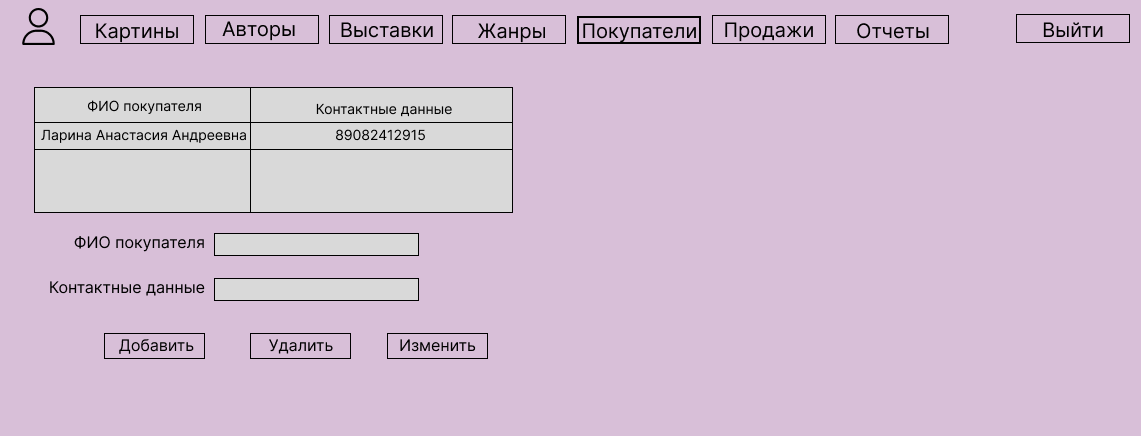 Картины Авторы Выставки Жанры Покупатели Продажи Отчеты Выйти
ФИО покупателя Контактные данные
Ларина Анастасия Андреевна 89082412915
ФИО покупателя
Контактные данные
Добавить Удалить Изменить